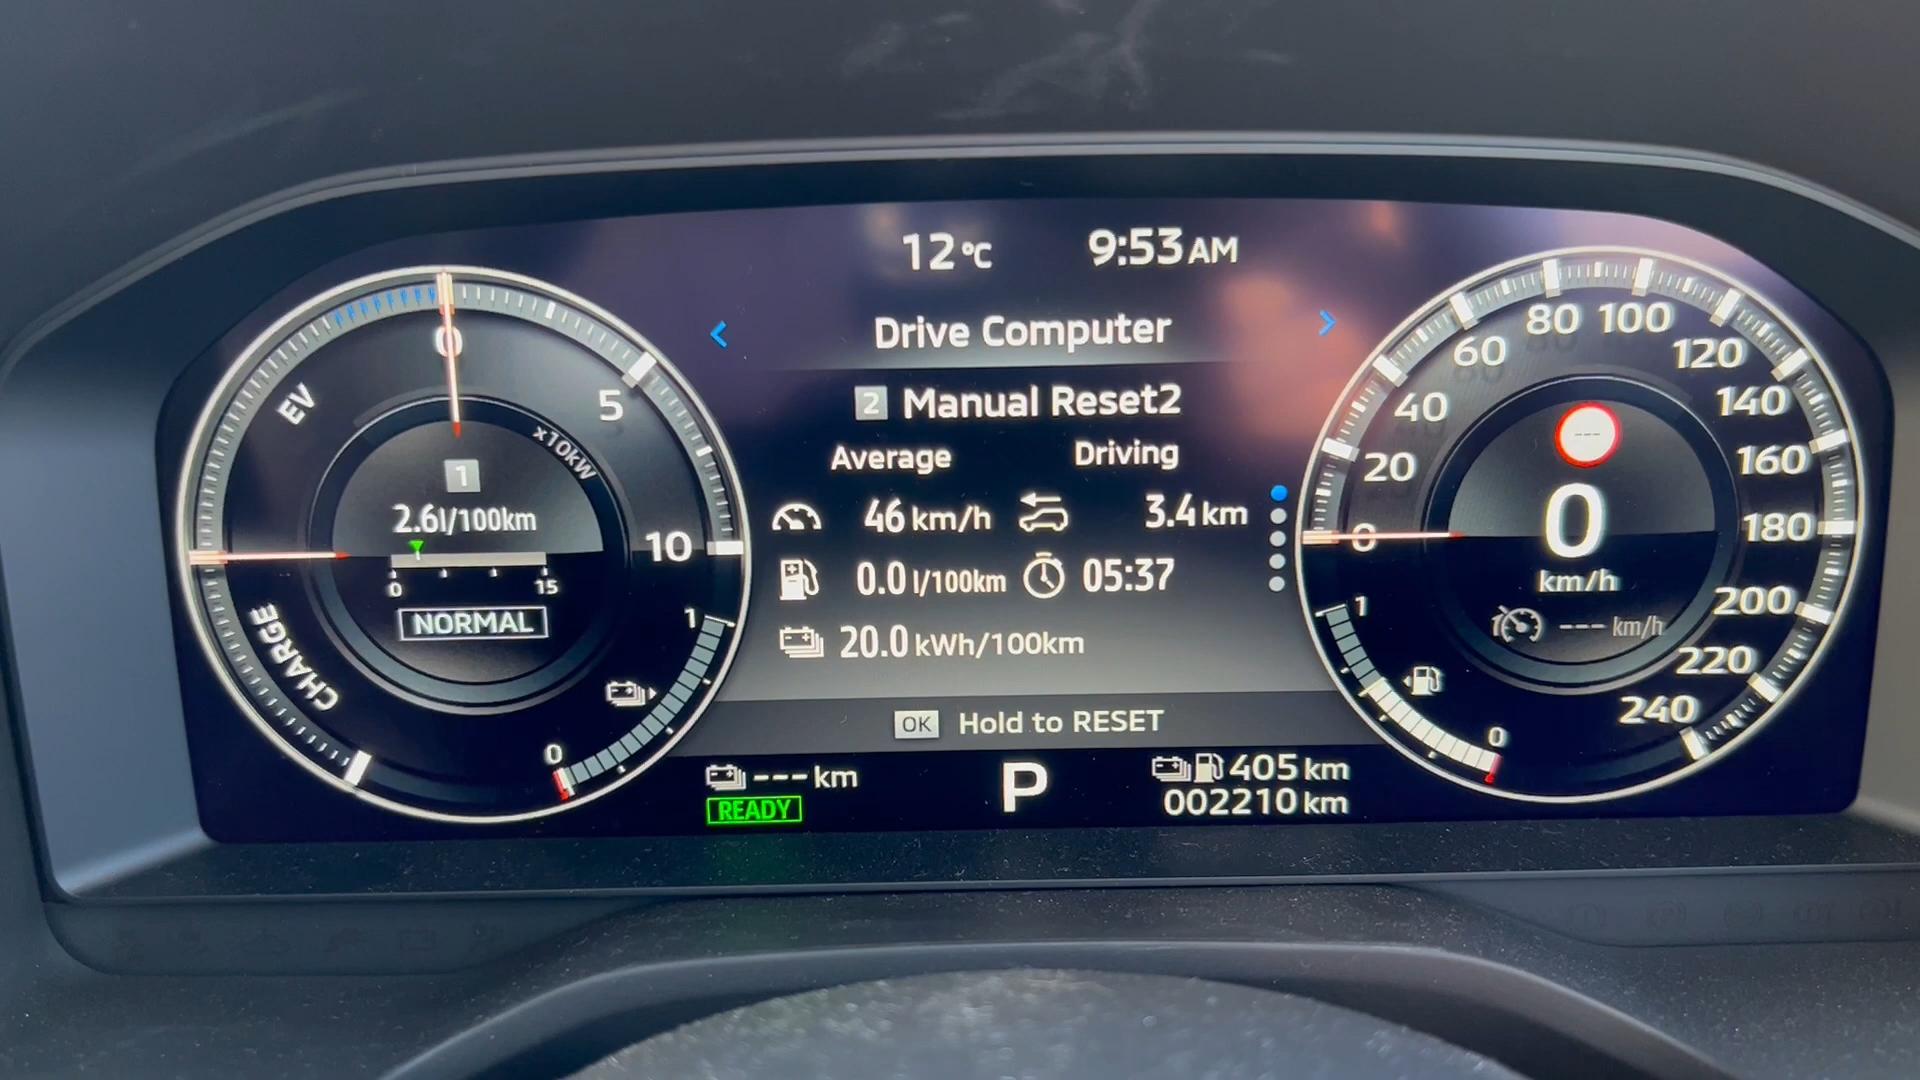 12°C 9:53 AM
Drive Computer
2 Manual Reset2
Average Driving
46 km/h 3.4 km
0.0 l/100km 05:37
20.0 kWh/100km
OK Hold to RESET
--- km
READY
P
405 km
002210 km
EV
0
5
10
x10kW
CHARGE
1
2.6l/100km
0 15
NORMAL
1
0
0
20
40
60
80
100
120
140
160
180
200
220
240
---
0
km/h
--- km/h
1
0